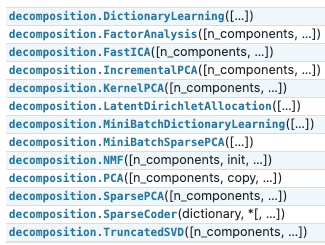 decomposition.DictionaryLearning([...])
decomposition.FactorAnalysis([n_components, ...])
decomposition.FastICA([n_components, ...])
decomposition.IncrementalPCA([n_components, ...])
decomposition.KernelPCA([n_components, ...])
decomposition.LatentDirichletAllocation([...])
decomposition.MiniBatchDictionaryLearning([...])
decomposition.MiniBatchSparsePCA([...])
decomposition.NMF([n_components, init, ...])
decomposition.PCA([n_components, copy, ...])
decomposition.SparsePCA([n_components, ...])
decomposition.SparseCoder(dictionary, *[, ...])
decomposition.TruncatedSVD([n_components, ...])